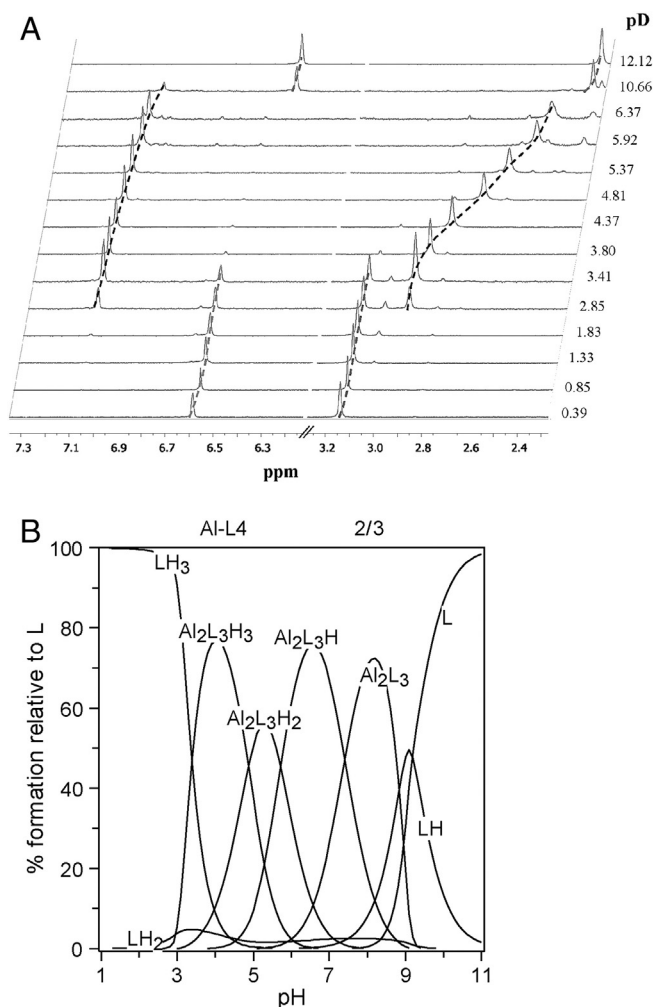 A
pD
12.12
10.66
6.37
5.92
5.37
4.81
4.37
3.80
3.41
2.85
1.83
1.33
0.85
0.39
7.3 7.1 6.9 6.7 6.5 6.3 // 3.2 3.0 2.8 2.6 2.4
ppm
B
Al-L4 2/3
% formation relative to L
100
80
60
40
20
0
LH3
Al2L3H3
Al2L3H
Al2L3
L
Al2L3H2
LH
LH2
1 3 5 7 9 11
pH